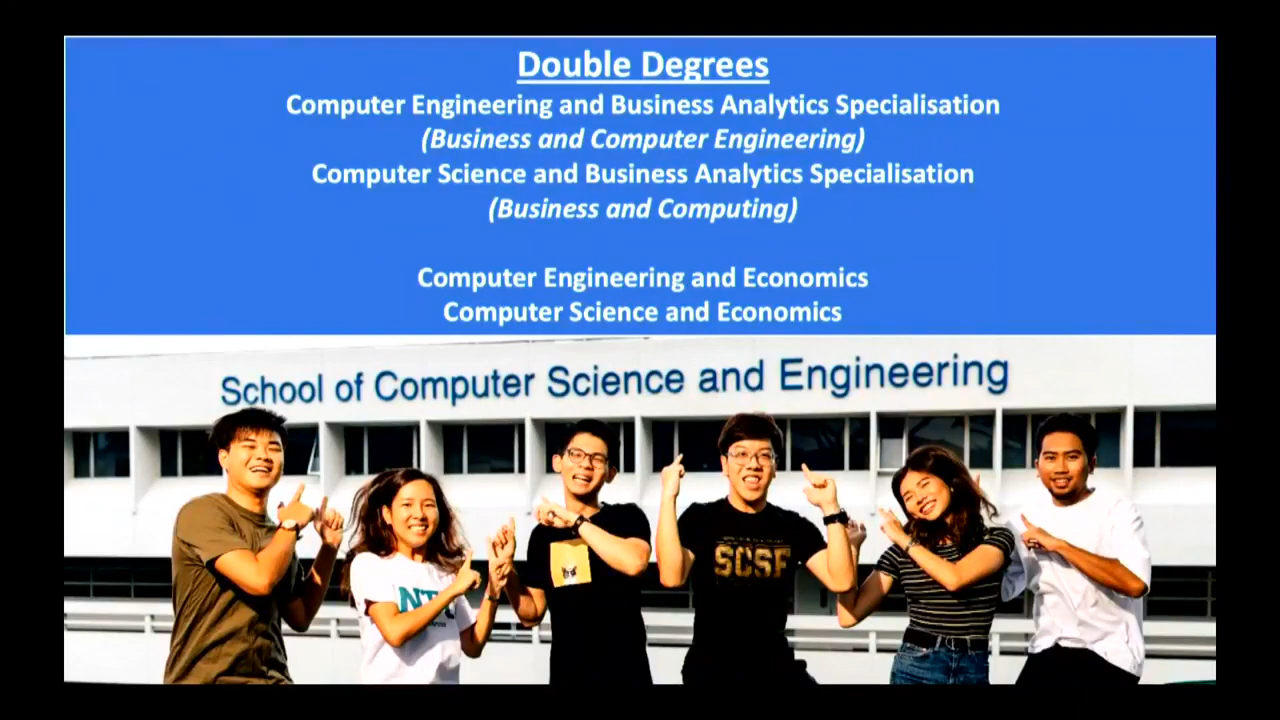 Double Degrees
Computer Engineering and Business Analytics Specialisation
(Business and Computer Engineering)
Computer Science and Business Analytics Specialisation
(Business and Computing)
Computer Engineering and Economics
Computer Science and Economics
School of Computer Science and Engineering